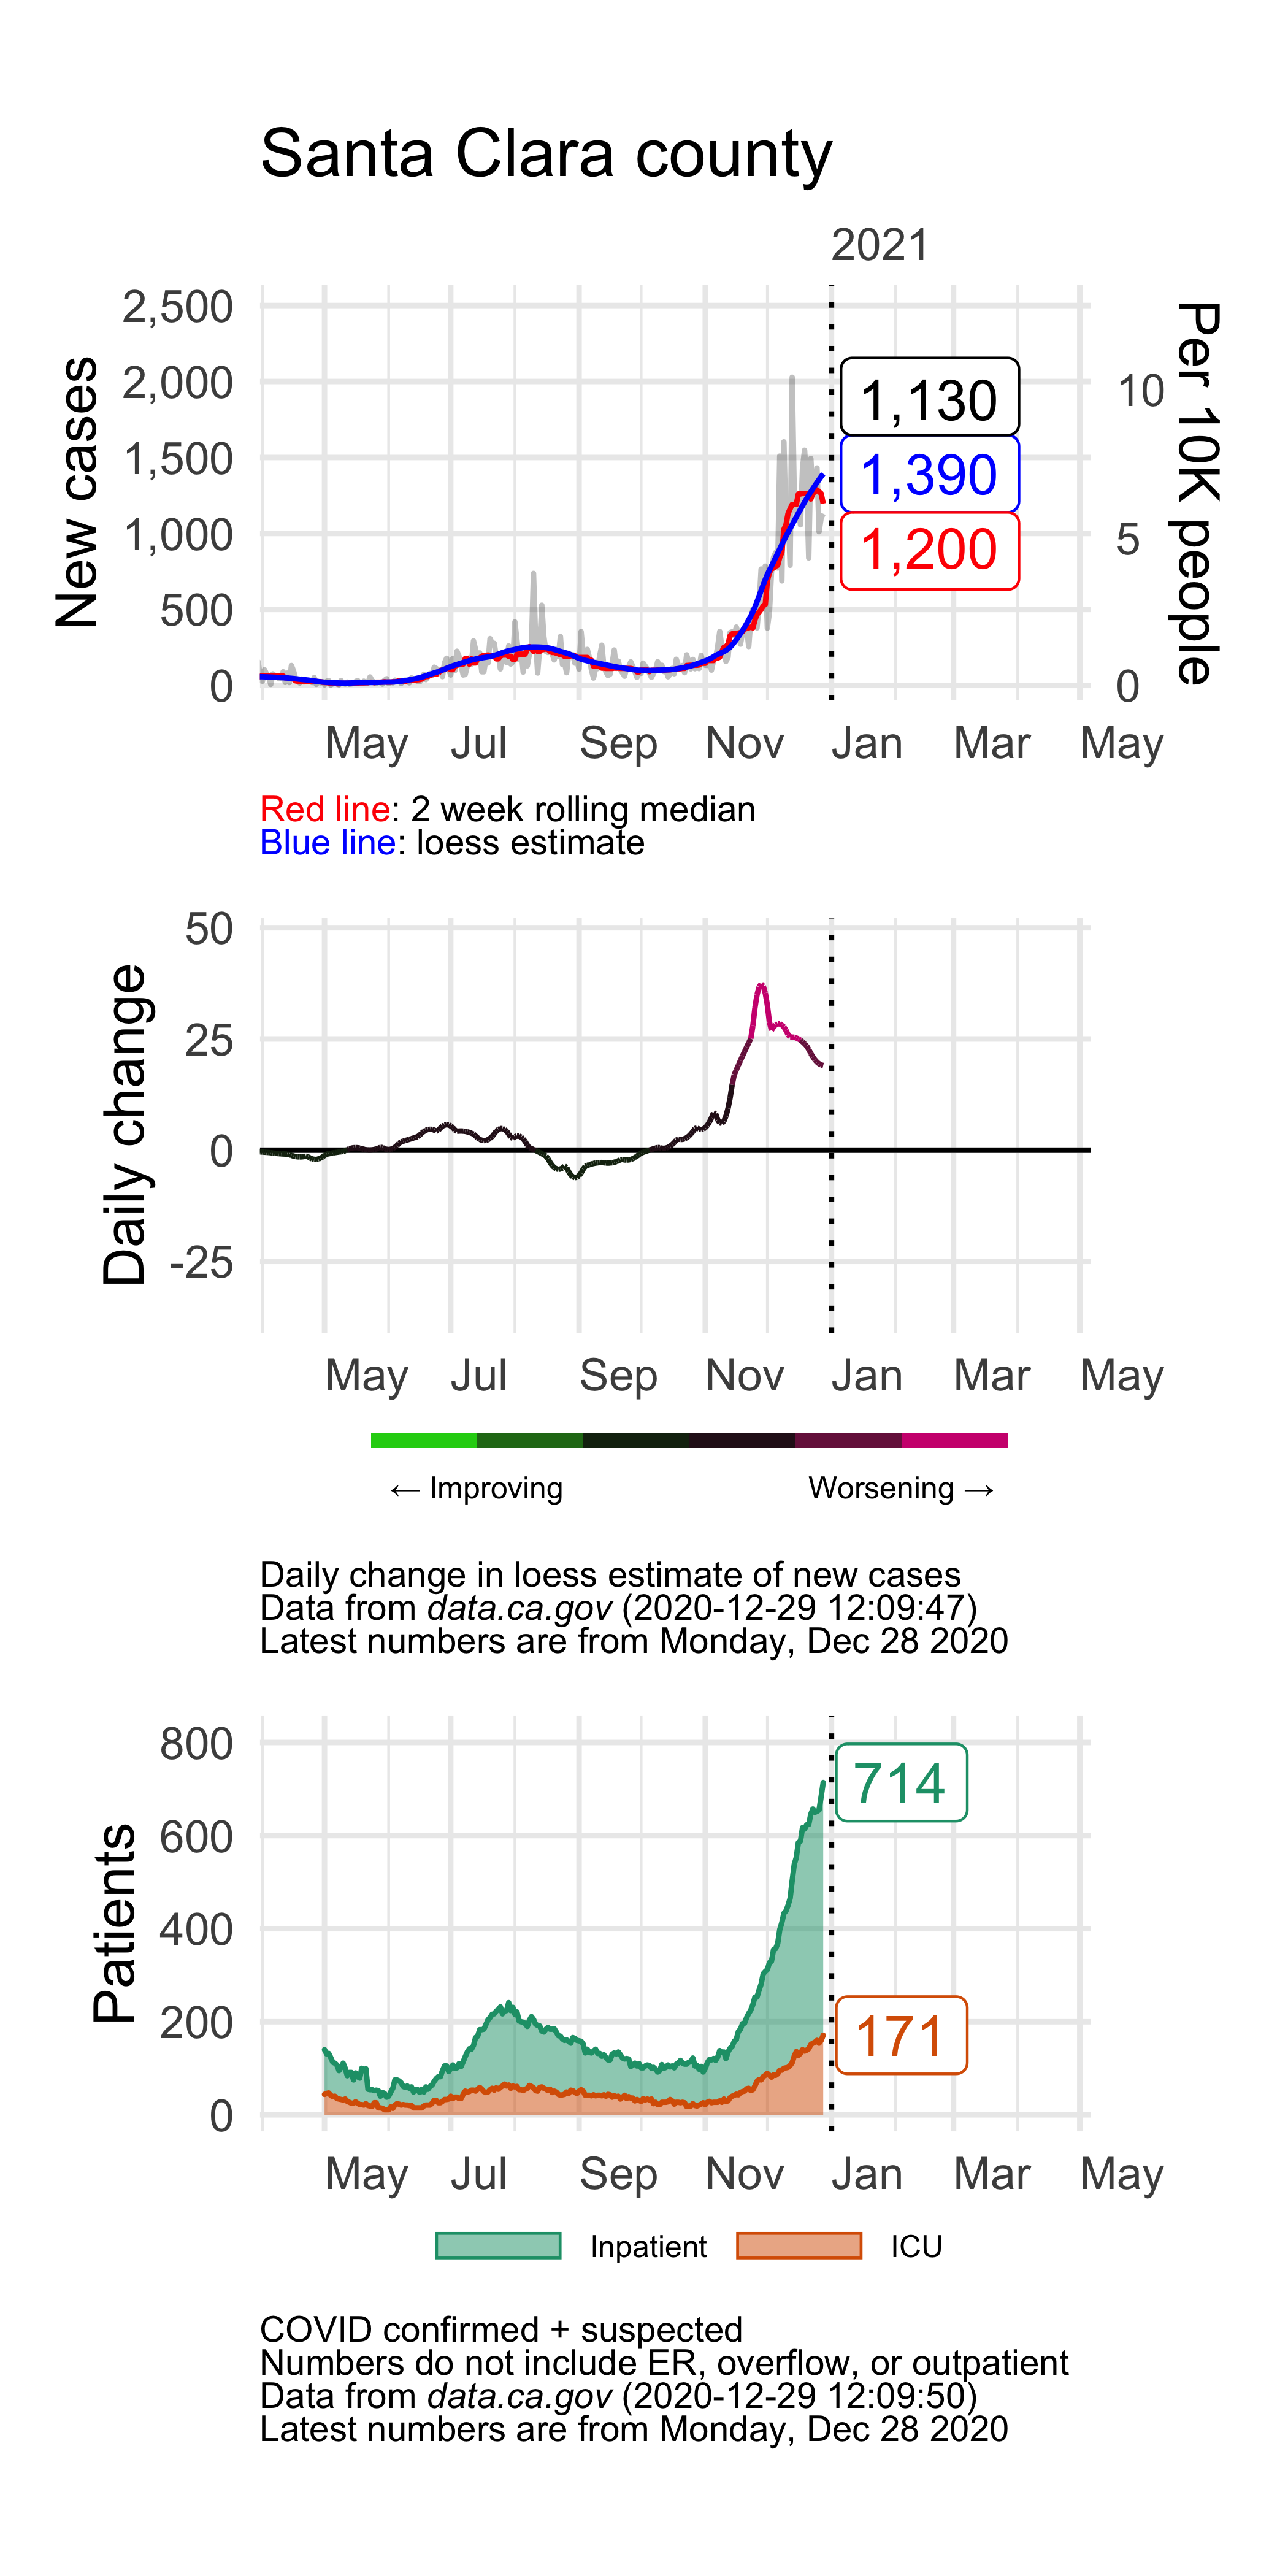 Santa Clara county
2021
2,500
2,000
1,500
1,000
500
0
New cases
10
5
0
Per 10K people
1,130
1,390
1,200
May Jul Sep Nov Jan Mar May
Red line: 2 week rolling median
Blue line: loess estimate
50
25
0
-25
Daily change
May Jul Sep Nov Jan Mar May
← Improving Worsening →
Daily change in loess estimate of new cases
Data from data.ca.gov (2020-12-29 12:09:47)
Latest numbers are from Monday, Dec 28 2020
800
600
400
200
0
Patients
714
171
May Jul Sep Nov Jan Mar May
Inpatient ICU
COVID confirmed + suspected
Numbers do not include ER, overflow, or outpatient
Data from data.ca.gov (2020-12-29 12:09:50)
Latest numbers are from Monday, Dec 28 2020